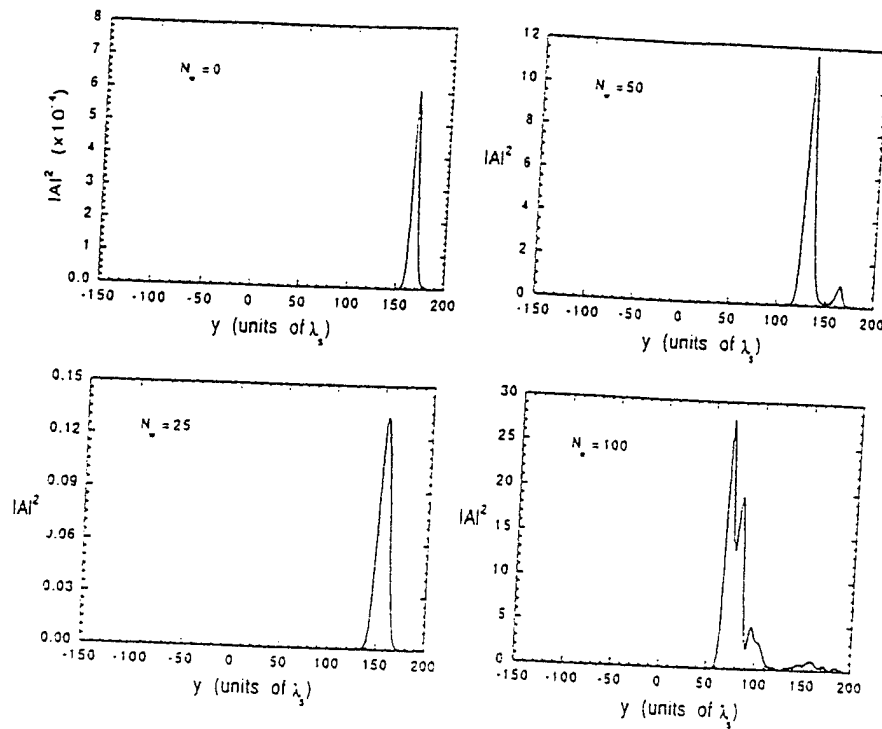 8
7
6
5
4
3
2
1
0.0
|A|² (×10⁻⁴)
N_w = 0
-150 -100 -50 0 50 100 150 200
y (units of λ_s)
12
10
8
6
4
2
0
|A|²
N_w = 50
-150 -100 -50 0 50 100 150 200
y (units of λ_s)
0.15
0.12
0.09
0.06
0.03
0.00
|A|²
N_w = 25
-150 -100 -50 0 50 100 150 200
y (units of λ_s)
30
25
20
15
10
5
0
|A|²
N_w = 100
-150 -100 -50 0 50 100 150 200
y (units of λ_s)